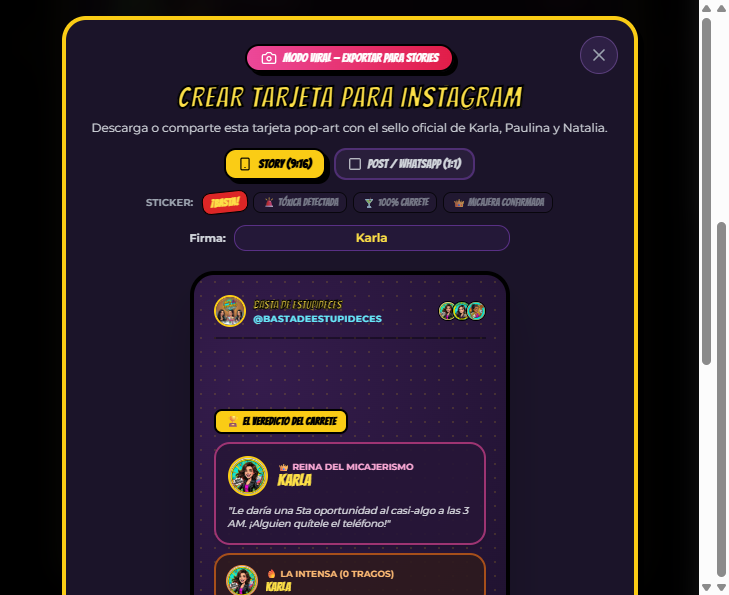 MODO VIRAL – EXPORTAR PARA STORIES
CREAR TARJETA PARA INSTAGRAM
Descarga o comparte esta tarjeta pop-art con el sello oficial de Karla, Paulina y Natalia.
STORY (9:16)
POST / WHATSAPP (1:1)
STICKER:
¡BASTA!
TÓXICA DETECTADA
100% CARRETE
MICAJERA CONFIRMADA
Firma:
Karla
BASTA DE ESTUPIDECES
@BASTADEESTUPIDECES
EL VEREDICTO DEL CARRETE
REINA DEL MICAJERISMO
KARLA
"Le daría una 5ta oportunidad al casi-algo a las 3
AM. ¡Alguien quítele el teléfono!"
LA INTENSA (0 TRAGOS)
KARLA